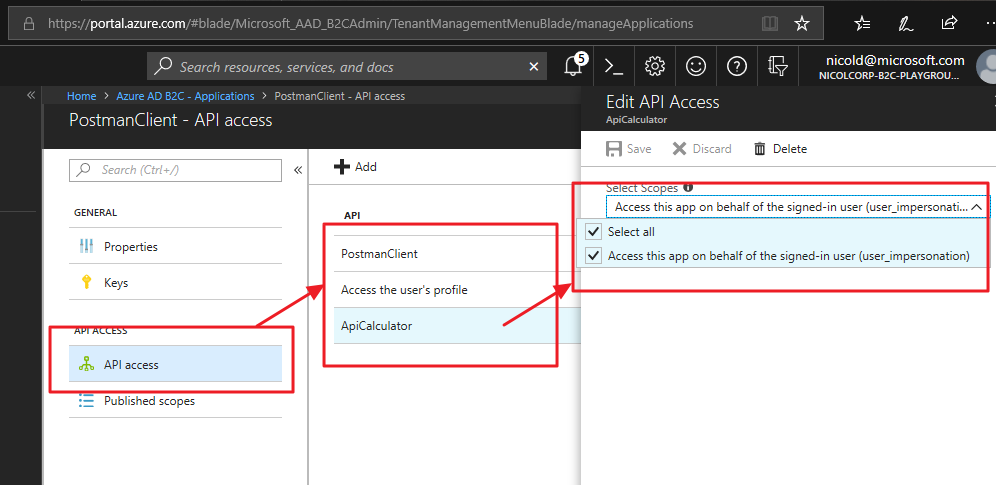 https://portal.azure.com/#blade/Microsoft_AAD_B2CAdmin/TenantManagementMenuBlade/manageApplications
Search resources, services, and docs
5
nicold@microsoft.com
NICOLCORP-B2C-PLAYGROU...
Home > Azure AD B2C - Applications > PostmanClient - API access
PostmanClient - API access
Search (Ctrl+/)
GENERAL
Properties
Keys
API ACCESS
API access
Published scopes
Add
API
PostmanClient
Access the user's profile
ApiCalculator
Edit API Access
ApiCalculator
Save
Discard
Delete
Select Scopes
Access this app on behalf of the signed-in user (user_impersonati...
Select all
Access this app on behalf of the signed-in user (user_impersonation)